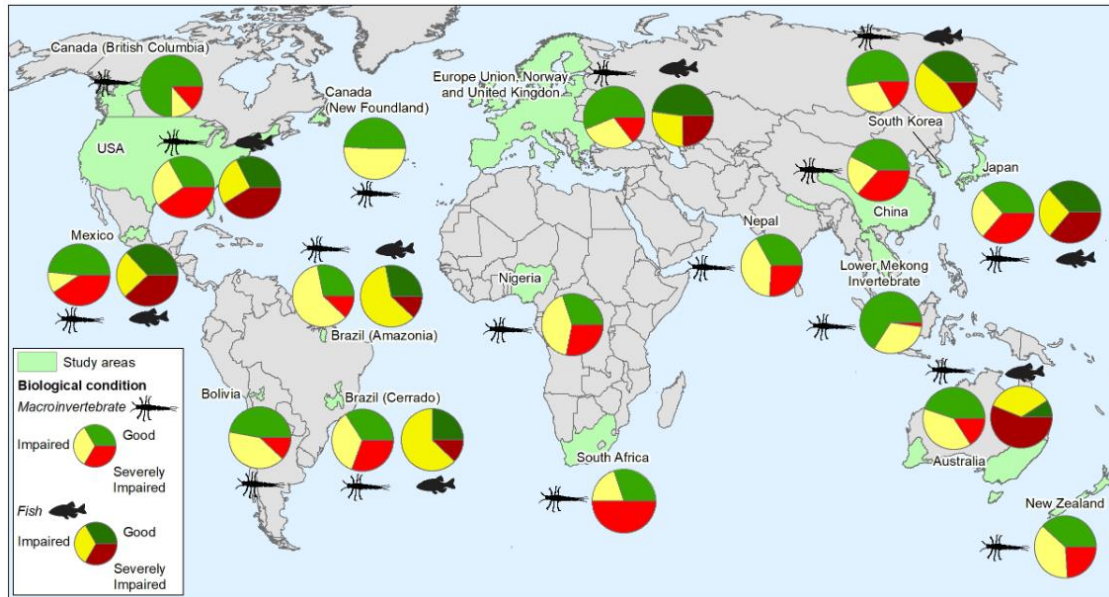 Canada (British Columbia)
Canada
(New Foundland)
USA
Mexico
Europe Union, Norway
and United Kingdon
South Korea
Japan
China
Nepal
Lower Mekong
Invertebrate
Nigeria
Brazil (Amazonia)
Bolivia
Brazil (Cerrado)
South Africa
Australia
New Zealand
Study areas
Biological condition
Macroinvertebrate
Impaired
Good
Severely
Impaired
Fish
Impaired
Good
Severely
Impaired